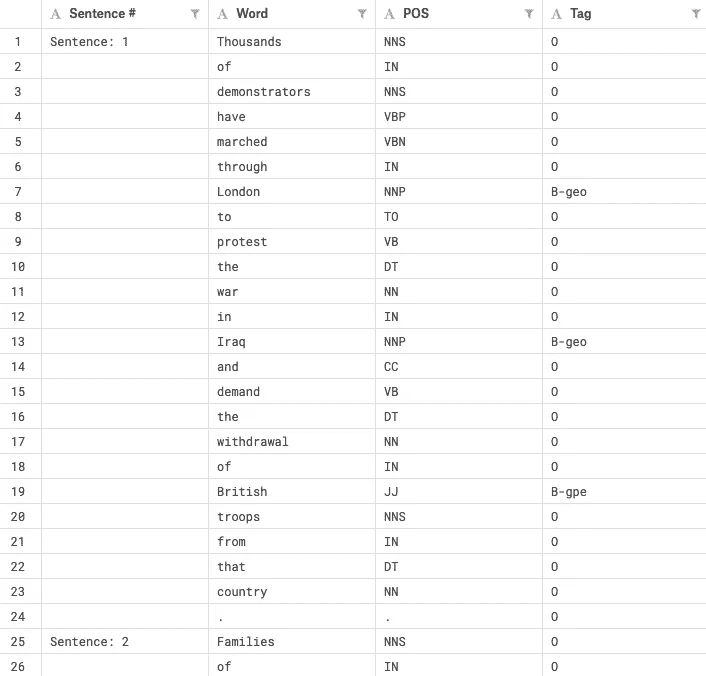 Sentence # Word POS Tag
1 Sentence: 1 Thousands NNS O
2 of IN O
3 demonstrators NNS O
4 have VBP O
5 marched VBN O
6 through IN O
7 London NNP B-geo
8 to TO O
9 protest VB O
10 the DT O
11 war NN O
12 in IN O
13 Iraq NNP B-geo
14 and CC O
15 demand VB O
16 the DT O
17 withdrawal NN O
18 of IN O
19 British JJ B-gpe
20 troops NNS O
21 from IN O
22 that DT O
23 country NN O
24 . . O
25 Sentence: 2 Families NNS O
26 of IN O